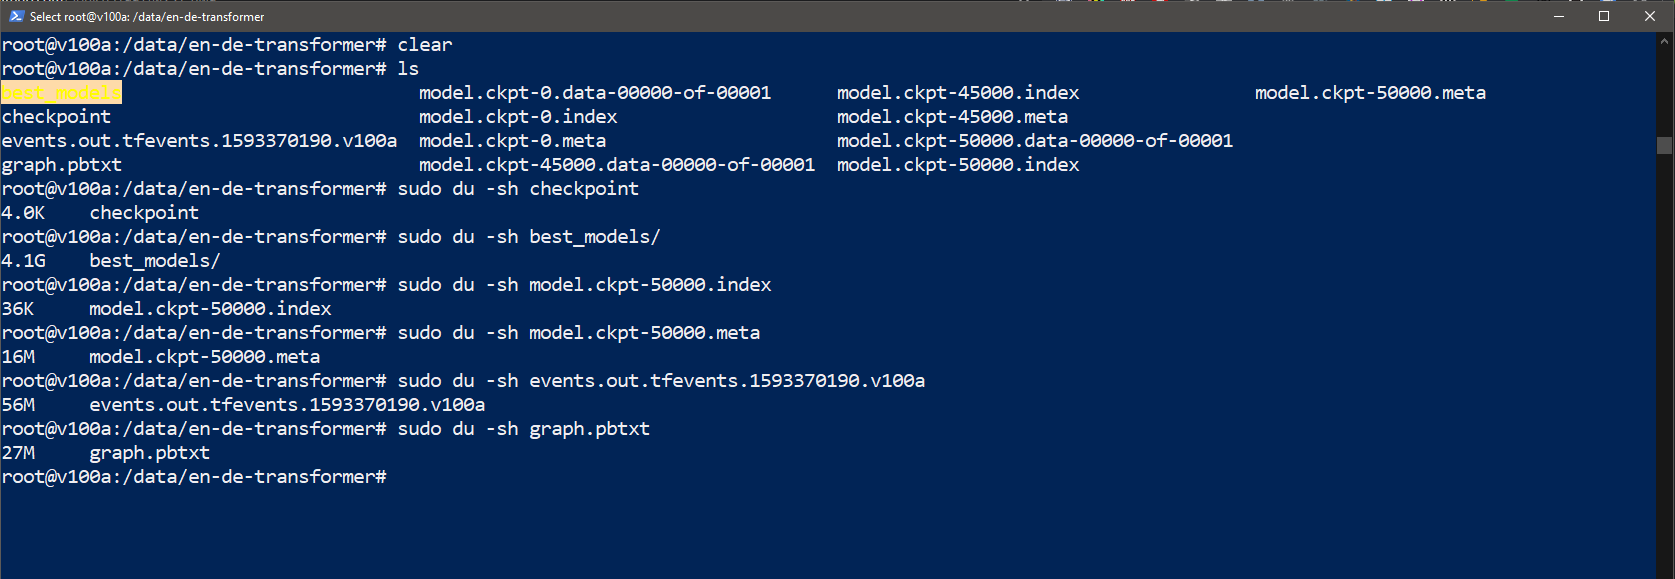 Select root@v100a: /data/en-de-transformer
root@v100a:/data/en-de-transformer# clear
root@v100a:/data/en-de-transformer# ls
best_models model.ckpt-0.data-00000-of-00001 model.ckpt-45000.index model.ckpt-50000.meta
checkpoint model.ckpt-0.index model.ckpt-45000.meta
events.out.tfevents.1593370190.v100a model.ckpt-0.meta model.ckpt-50000.data-00000-of-00001
graph.pbtxt model.ckpt-45000.data-00000-of-00001 model.ckpt-50000.index
root@v100a:/data/en-de-transformer# sudo du -sh checkpoint
4.0K checkpoint
root@v100a:/data/en-de-transformer# sudo du -sh best_models/
4.1G best_models/
root@v100a:/data/en-de-transformer# sudo du -sh model.ckpt-50000.index
36K model.ckpt-50000.index
root@v100a:/data/en-de-transformer# sudo du -sh model.ckpt-50000.meta
16M model.ckpt-50000.meta
root@v100a:/data/en-de-transformer# sudo du -sh events.out.tfevents.1593370190.v100a
56M events.out.tfevents.1593370190.v100a
root@v100a:/data/en-de-transformer# sudo du -sh graph.pbtxt
27M graph.pbtxt
root@v100a:/data/en-de-transformer#